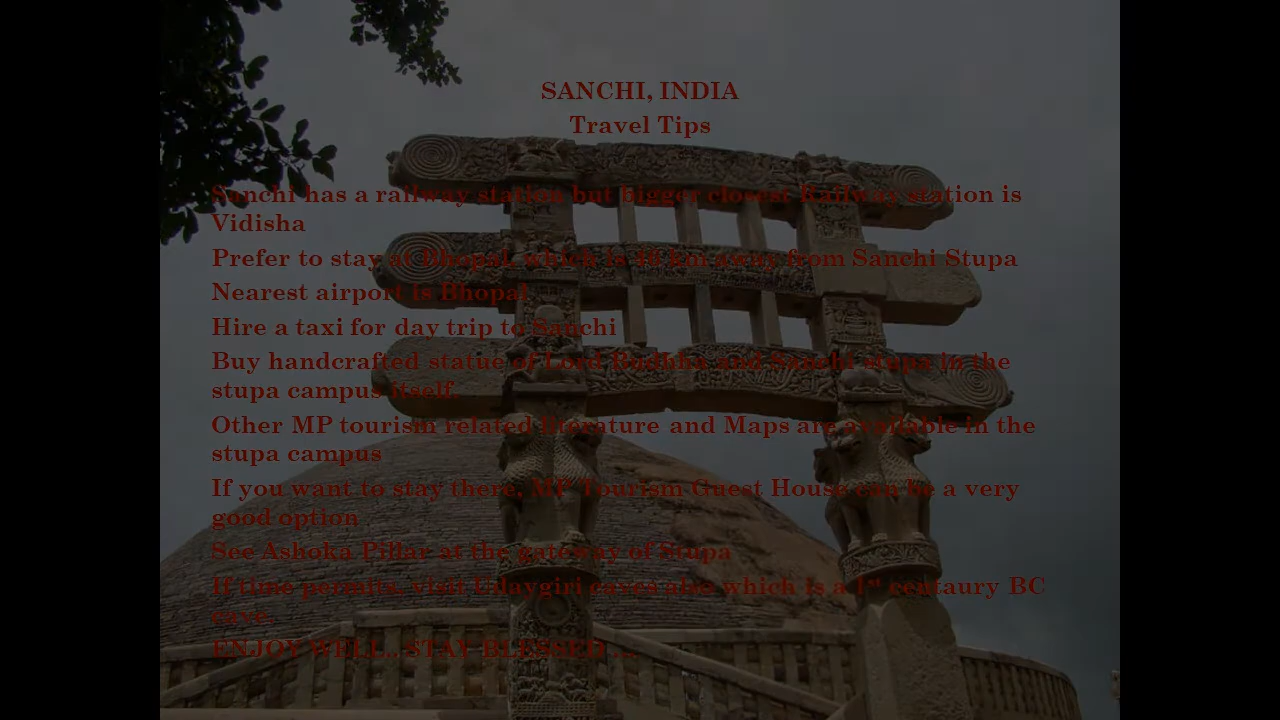 SANCHI, INDIA
Travel Tips
Sanchi has a railway station but bigger closest Railway station is
Vidisha
Prefer to stay at Bhopal, which is 46 km away from Sanchi Stupa
Nearest airport is Bhopal
Hire a taxi for day trip to Sanchi
Buy handcrafted statue of Lord Budhha and Sanchi stupa in the
stupa campus itself.
Other MP tourism related literature and Maps are available in the
stupa campus
If you want to stay there, MP Tourism Guest House can be a very
good option
See Ashoka Pillar at the gateway of Stupa
If time permits, visit Udaygiri caves also which is a 1st centaury BC
cave.
ENJOY WELL.. STAY BLESSED ....